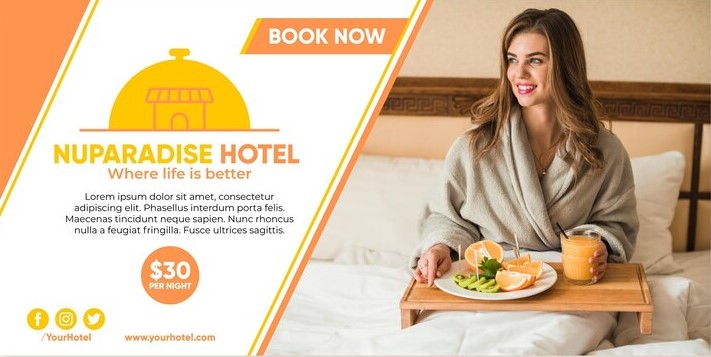 BOOK NOW
NUPARADISE HOTEL
Where life is better
Lorem ipsum dolor sit amet, consectetur
adipiscing elit. Phasellus interdum porta felis.
Maecenas tincidunt neque sapien. Nunc rhoncus
nulla a feugiat fringilla. Fusce ultrices sagittis.
$30
PER NIGHT
/YourHotel
www.yourhotel.com